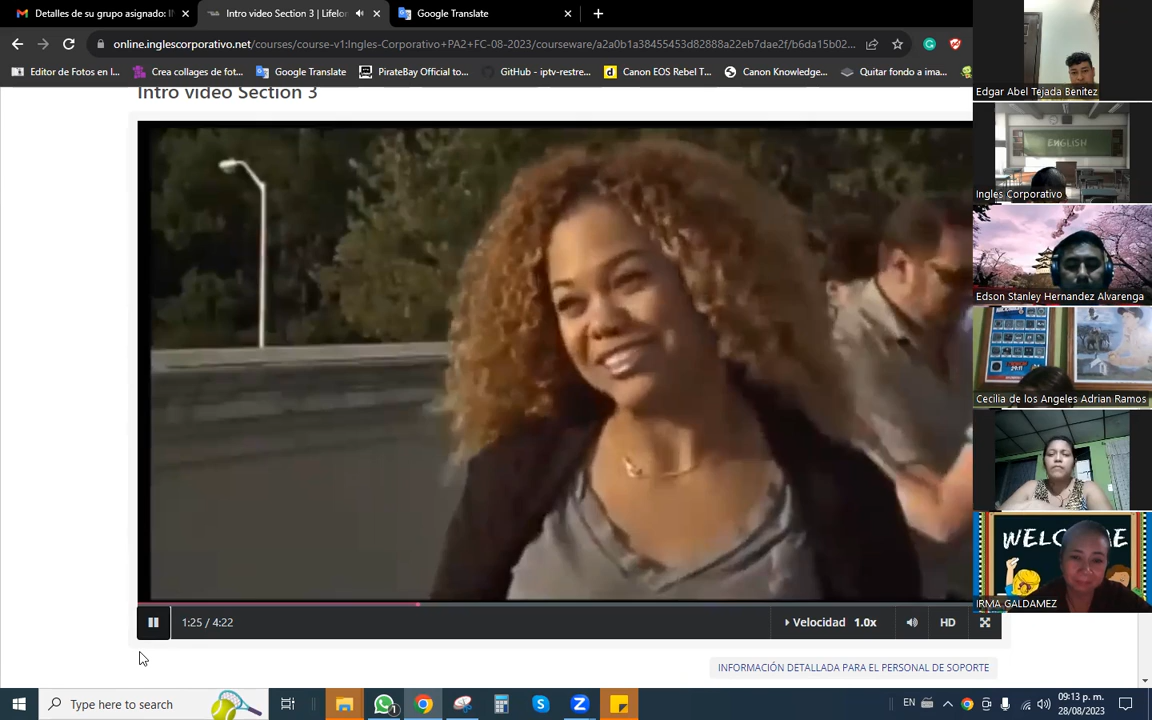 Detalles de su grupo asignado: I
Intro video Section 3 | Lifelo
Google Translate
online.inglescorporativo.net/courses/course-v1:Ingles-Corporativo+PA2+FC-08-2023/courseware/a2a0b1a38455453d82888a22eb7dae2f/b6da15b02...
Editor de Fotos en l...
Crea collages de fot...
Google Translate
PirateBay Official to...
GitHub - iptv-restre...
Canon EOS Rebel T...
Canon Knowledge...
Quitar fondo a ima...
Intro video Section 3
1:25 / 4:22
Velocidad 1.0x
HD
INFORMACIÓN DETALLADA PARA EL PERSONAL DE SOPORTE
Edgar Abel Tejada Benitez
ENGLISH
Ingles Corporativo
Edson Stanley Hernandez Alvarenga
Cecilia de los Angeles Adrian Ramos
IRMA GALDAMEZ
Type here to search
1
EN
09:13 p. m.
28/08/2023